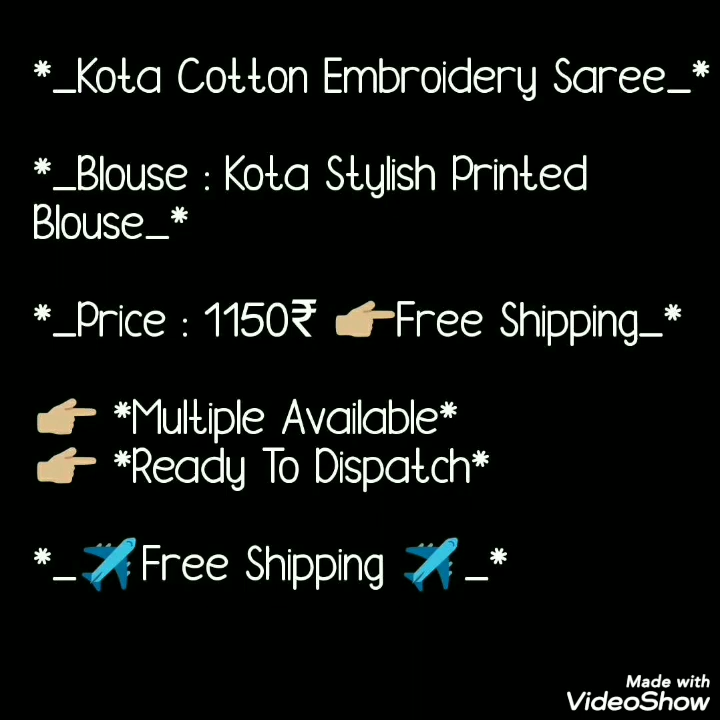 *_Kota Cotton Embroidery Saree_*
*_Blouse : Kota Stylish Printed
Blouse_*
*_Price : 1150₹ 👉🏼Free Shipping_*
👉🏼 *Multiple Available*
👉🏼 *Ready To Dispatch*
*_✈️Free Shipping ✈️_*
Made with
VideoShow